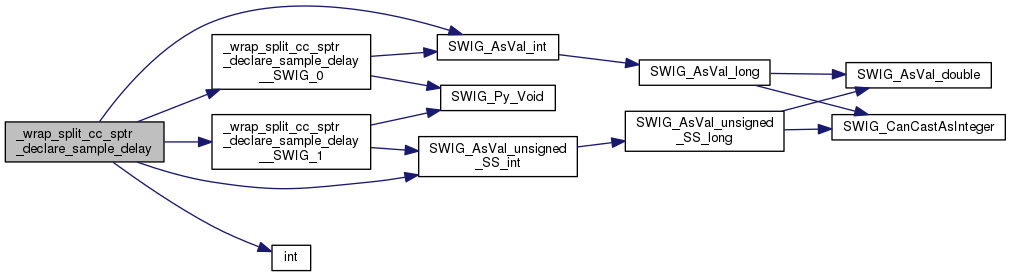 _wrap_split_cc_sptr
_declare_sample_delay
_wrap_split_cc_sptr
_declare_sample_delay
__SWIG_0
_wrap_split_cc_sptr
_declare_sample_delay
__SWIG_1
int
SWIG_AsVal_int
SWIG_Py_Void
SWIG_AsVal_unsigned
_SS_int
SWIG_AsVal_long
SWIG_AsVal_unsigned
_SS_long
SWIG_AsVal_double
SWIG_CanCastAsInteger